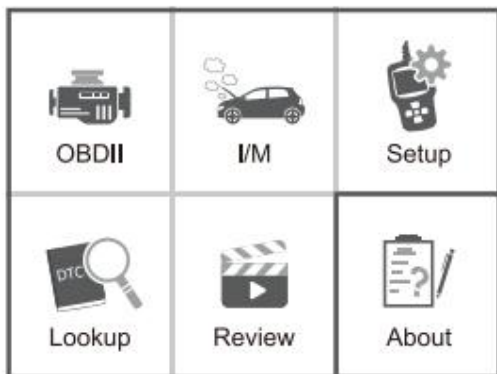 OBDII
I/M
Setup
DTC
Lookup
Review
?
About